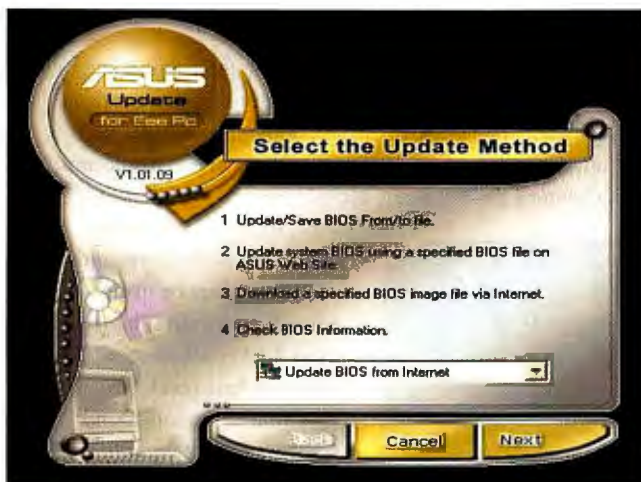 ASUS
Update
for Eee Pc
V1.01.09
Select the Update Method
1 Update/Save BIOS From/to file.
2 Update system BIOS using a specified BIOS file on
ASUS Web Site.
3 Download a specified BIOS image file via Internet.
4 Check BIOS Information.
Update BIOS from Internet
Back
Cancel
Next